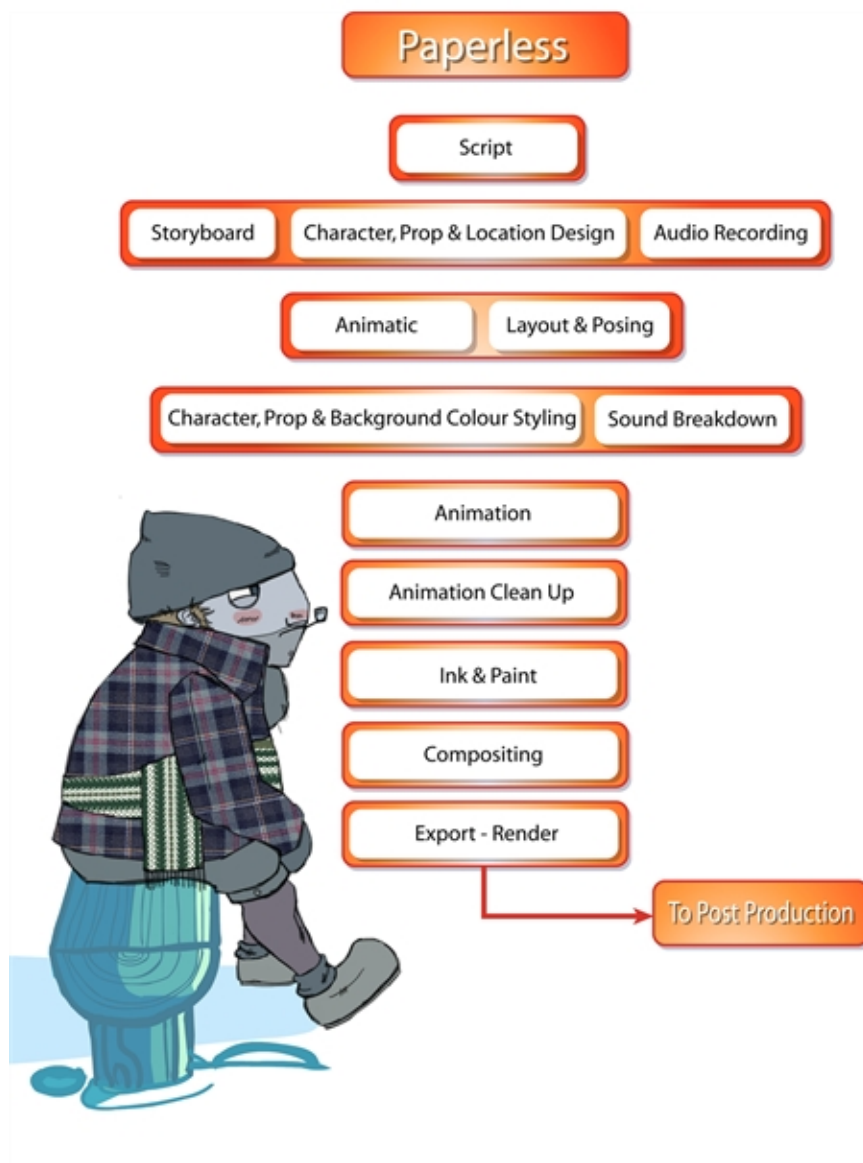 Paperless
Script
Storyboard
Character, Prop & Location Design
Audio Recording
Animatic
Layout & Posing
Character, Prop & Background Colour Styling
Sound Breakdown
Animation
Animation Clean Up
Ink & Paint
Compositing
Export - Render
To Post Production